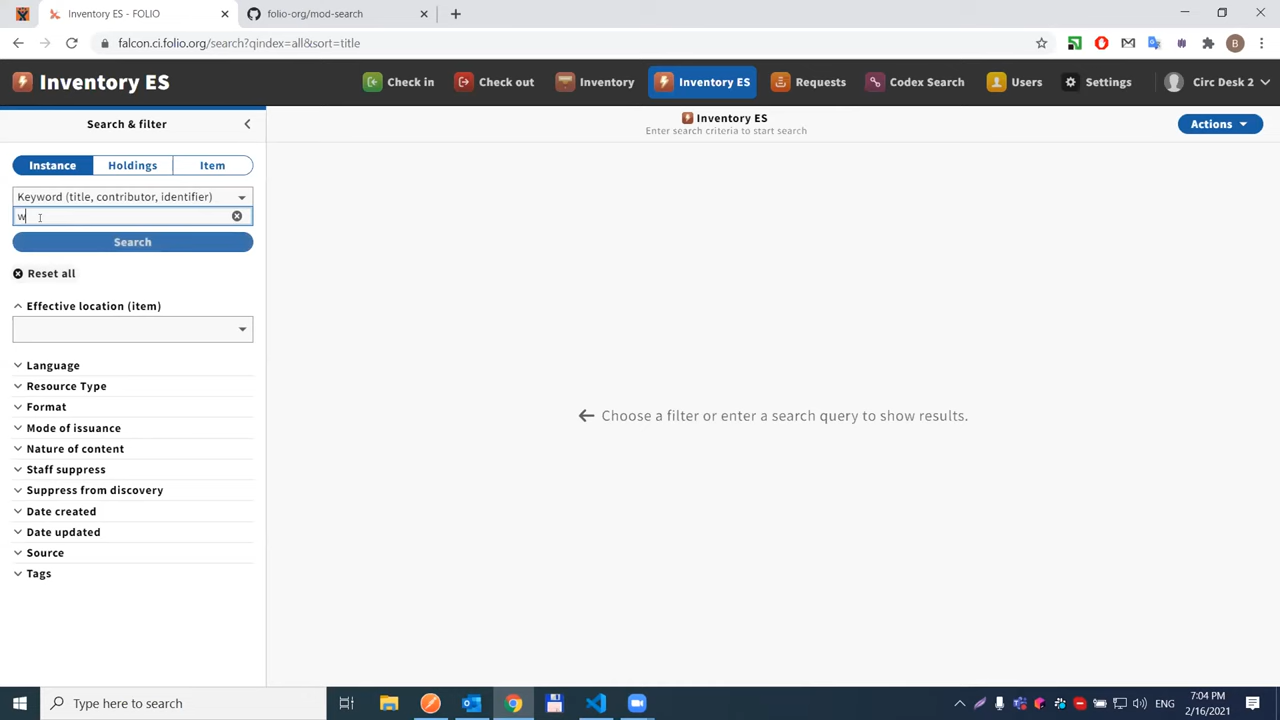 Inventory ES - FOLIO
folio-org/mod-search
falcon.ci.folio.org/search?qindex=all&sort=title
B
Inventory ES
Check in
Check out
Inventory
Inventory ES
Requests
Codex Search
Users
Settings
Circ Desk 2
Search & filter
Inventory ES
Enter search criteria to start search
Actions
Instance
Holdings
Item
Keyword (title, contributor, identifier)
w
Search
Reset all
Effective location (item)
Language
Resource Type
Format
Mode of issuance
Nature of content
Staff suppress
Suppress from discovery
Date created
Date updated
Source
Tags
Choose a filter or enter a search query to show results.
Type here to search
ENG
7:04 PM
2/16/2021